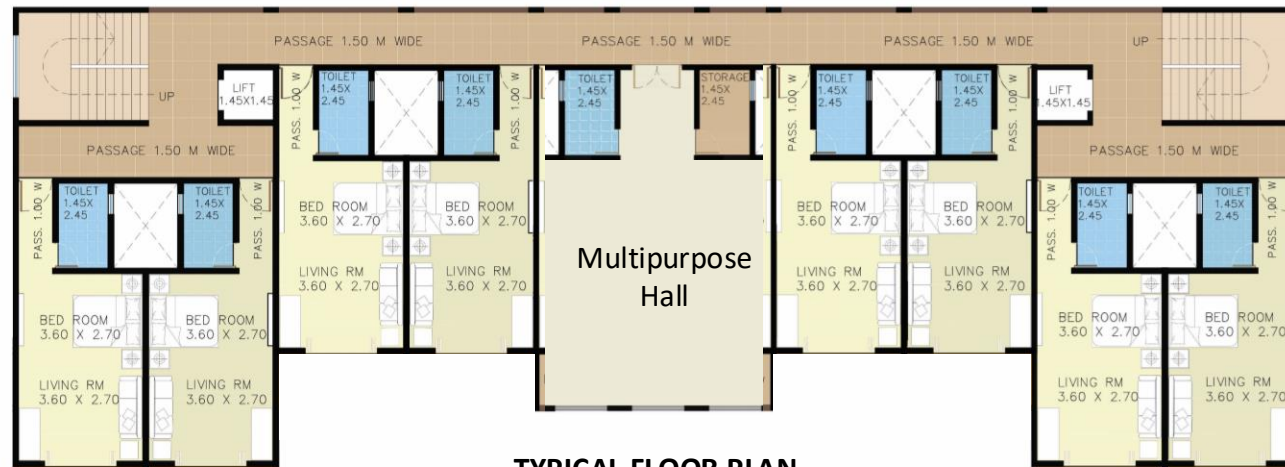 PASSAGE 1.50 M WIDE
PASSAGE 1.50 M WIDE
PASSAGE 1.50 M WIDE
UP
UP
LIFT
1.45X1.45
PASS. 1.00 W
TOILET
1.45X
2.45
TOILET
1.45X
2.45
PASS. 1.00 W
TOILET
1.45X
2.45
STORAGE
1.45X
2.45
PASS. 1.00 W
TOILET
1.45X
2.45
TOILET
1.45X
2.45
PASS. 1.00 W
LIFT
1.45X1.45
PASSAGE 1.50 M WIDE
PASSAGE 1.50 M WIDE
PASS. 1.00 W
TOILET
1.45X
2.45
TOILET
1.45X
2.45
PASS. 1.00 W
BED ROOM
3.60 X 2.70
BED ROOM
3.60 X 2.70
BED ROOM
3.60 X 2.70
BED ROOM
3.60 X 2.70
PASS. 1.00 W
TOILET
1.45X
2.45
TOILET
1.45X
2.45
PASS. 1.00 W
Multipurpose
Hall
LIVING RM
3.60 X 2.70
LIVING RM
3.60 X 2.70
LIVING RM
3.60 X 2.70
LIVING RM
3.60 X 2.70
BED ROOM
3.60 X 2.70
BED ROOM
3.60 X 2.70
BED ROOM
3.60 X 2.70
BED ROOM
3.60 X 2.70
LIVING RM
3.60 X 2.70
LIVING RM
3.60 X 2.70
LIVING RM
3.60 X 2.70
LIVING RM
3.60 X 2.70